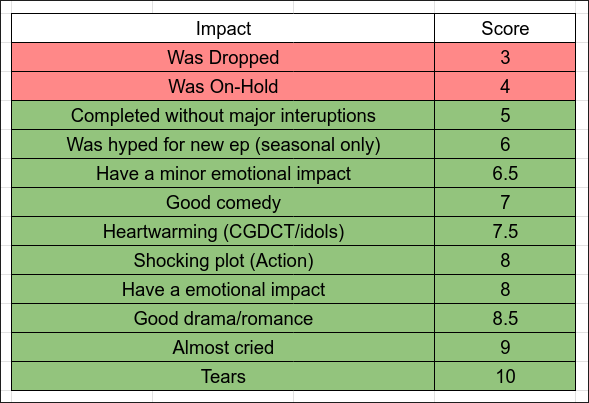 Impact Score
Was Dropped 3
Was On-Hold 4
Completed without major interuptions 5
Was hyped for new ep (seasonal only) 6
Have a minor emotional impact 6.5
Good comedy 7
Heartwarming (CGDCT/idols) 7.5
Shocking plot (Action) 8
Have a emotional impact 8
Good drama/romance 8.5
Almost cried 9
Tears 10